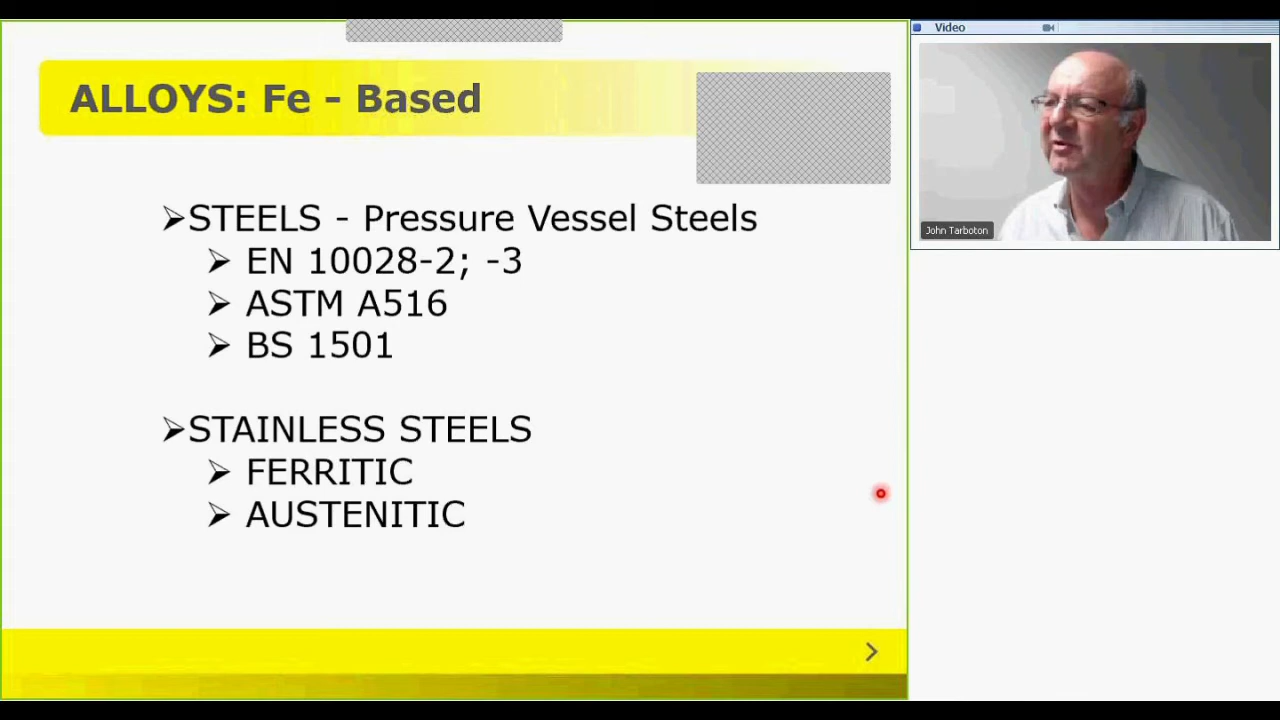 ALLOYS: Fe - Based
STEELS - Pressure Vessel Steels
EN 10028-2; -3
ASTM A516
BS 1501
STAINLESS STEELS
FERRITIC
AUSTENITIC
Video
John Tarboton